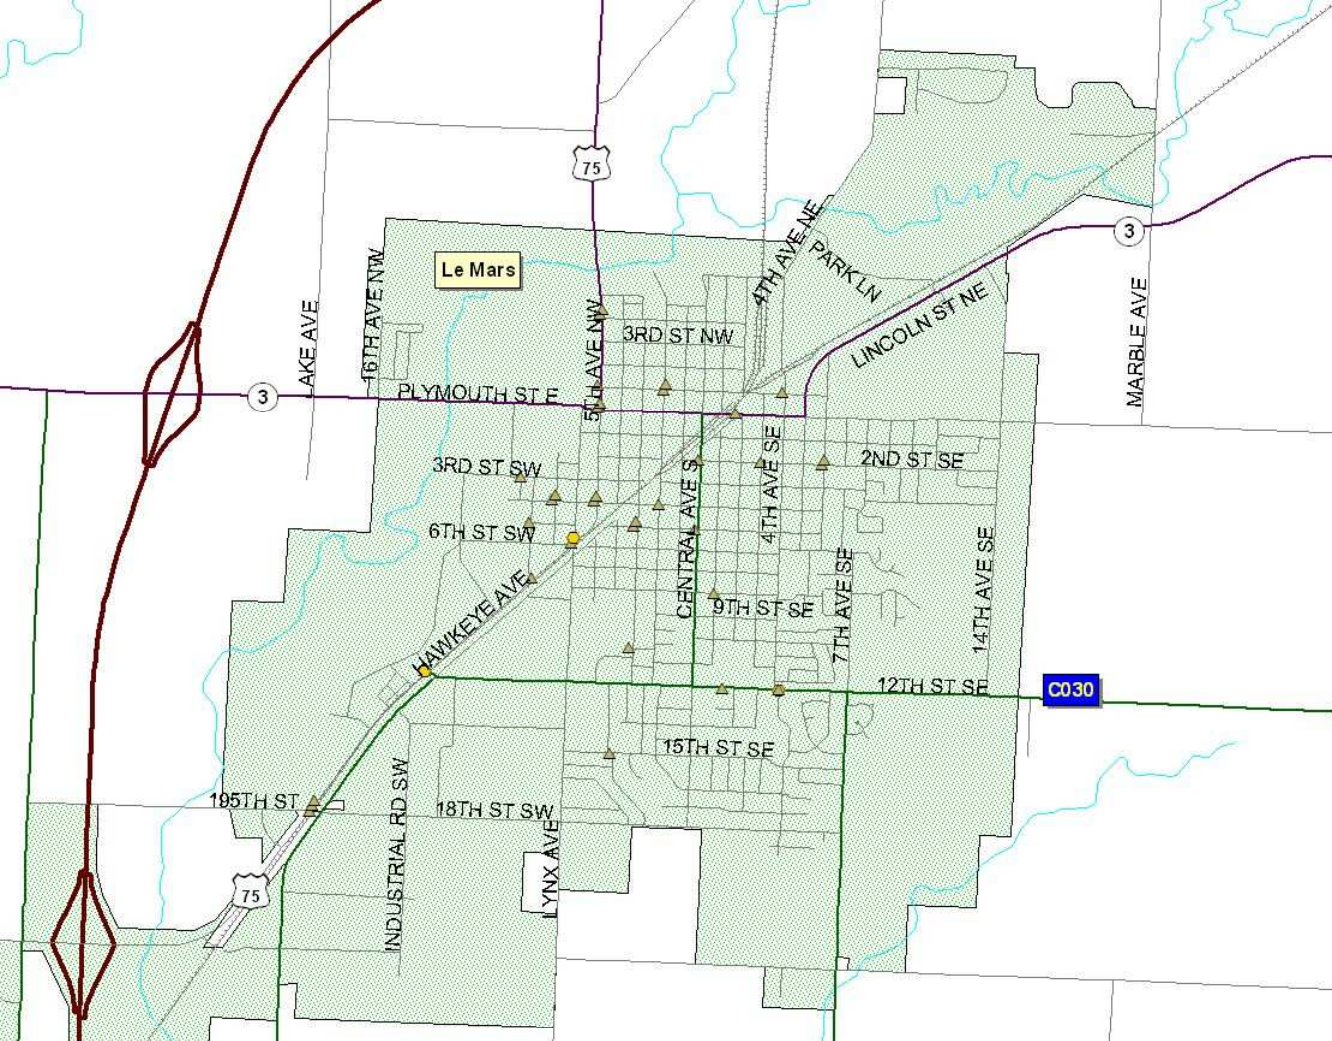 75
4TH AVE NE
PARK LN
3
16TH AVE NW
Le Mars
LAKE AVE
5TH AVE NW
3RD ST NW
LINCOLN ST NE
MARBLE AVE
3
PLYMOUTH ST E
3RD ST SW
CENTRAL AVE S
4TH AVE SE
2ND ST SE
6TH ST SW
14TH AVE SE
HAWKEYE AVE
9TH ST SE
7TH AVE SE
12TH ST SE
C030
15TH ST SE
195TH ST
INDUSTRIAL RD SW
18TH ST SW
LYNX AVE
75